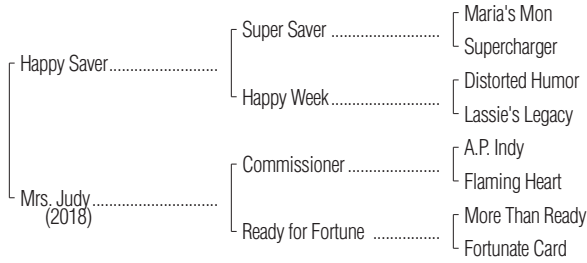 Maria's Mon
Super Saver ....................
Supercharger
Happy Saver....................
Distorted Humor
Happy Week....................
Lassie's Legacy
A.P. Indy
Commissioner ..................
Flaming Heart
Mrs. Judy.......................
(2018)
More Than Ready
Ready for Fortune .............
Fortunate Card